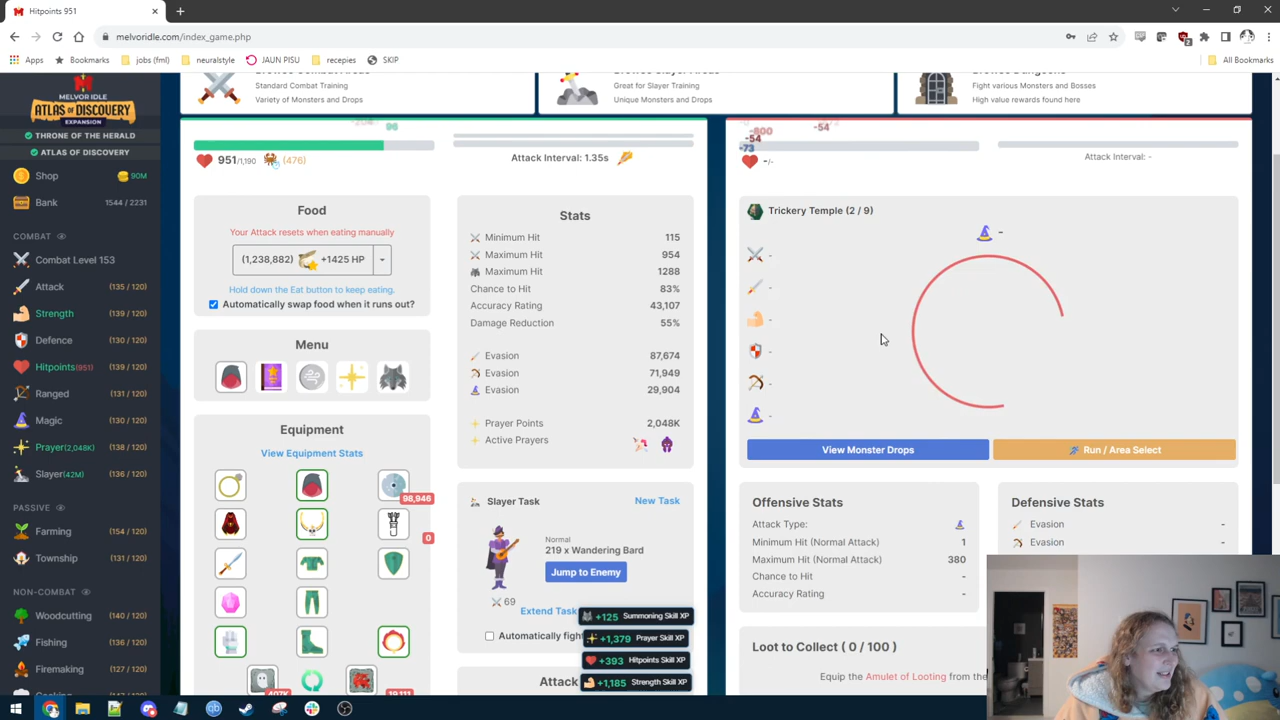 Hitpoints 951
melvoridle.com/index_game.php
Apps Bookmarks jobs (fml) neuralstyle JAUN PISU recepies SKIP All Bookmarks
MELVOR IDLE
ATLAS OF DISCOVERY
EXPANSION
THRONE OF THE HERALD
ATLAS OF DISCOVERY
Shop 90M
Bank 1544 / 2231
COMBAT
Combat Level 153
Attack (135 / 120)
Strength (139 / 120)
Defence (130 / 120)
Hitpoints(951) (139 / 120)
Ranged (131 / 120)
Magic (130 / 120)
Prayer(2,048K) (138 / 120)
Slayer(42M) (136 / 120)
PASSIVE
Farming (154 / 120)
Township (131 / 120)
NON-COMBAT
Woodcutting (140 / 120)
Fishing (136 / 120)
Firemaking (127 / 120)
Standard Combat Training
Variety of Monsters and Drops
Great for Slayer Training
Unique Monsters and Drops
Fight various Monsters and Bosses
High value rewards found here
951/1,190 (476)
Attack Interval: 1.35s
Food
Your Attack resets when eating manually
(1,238,882) +1425 HP
Hold down the Eat button to keep eating.
Automatically swap food when it runs out?
Menu
Equipment
View Equipment Stats
98,946
0
407K
19,111
Stats
Minimum Hit 115
Maximum Hit 954
Maximum Hit 1288
Chance to Hit 83%
Accuracy Rating 43,107
Damage Reduction 55%
Evasion 87,674
Evasion 71,949
Evasion 29,904
Prayer Points 2,048K
Active Prayers
Slayer Task New Task
Normal
219 x Wandering Bard
Jump to Enemy
69
Extend Task
Automatically fight
Attack
+125 Summoning Skill XP
+1,379 Prayer Skill XP
+393 Hitpoints Skill XP
+1,185 Strength Skill XP
-800
-54
-54
-73
-/-
Attack Interval: -
Trickery Temple (2 / 9)
-
-
-
-
-
-
-
View Monster Drops
Run / Area Select
Offensive Stats
Attack Type:
Minimum Hit (Normal Attack) 1
Maximum Hit (Normal Attack) 380
Chance to Hit -
Accuracy Rating -
Defensive Stats
Evasion -
Evasion -
Loot to Collect ( 0 / 100 )
Equip the Amulet of Looting from the